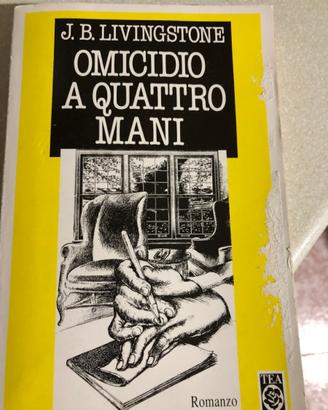 J. B. LIVINGSTONE
OMICIDIO
A QUATTRO
MANI
Romanzo
TEA